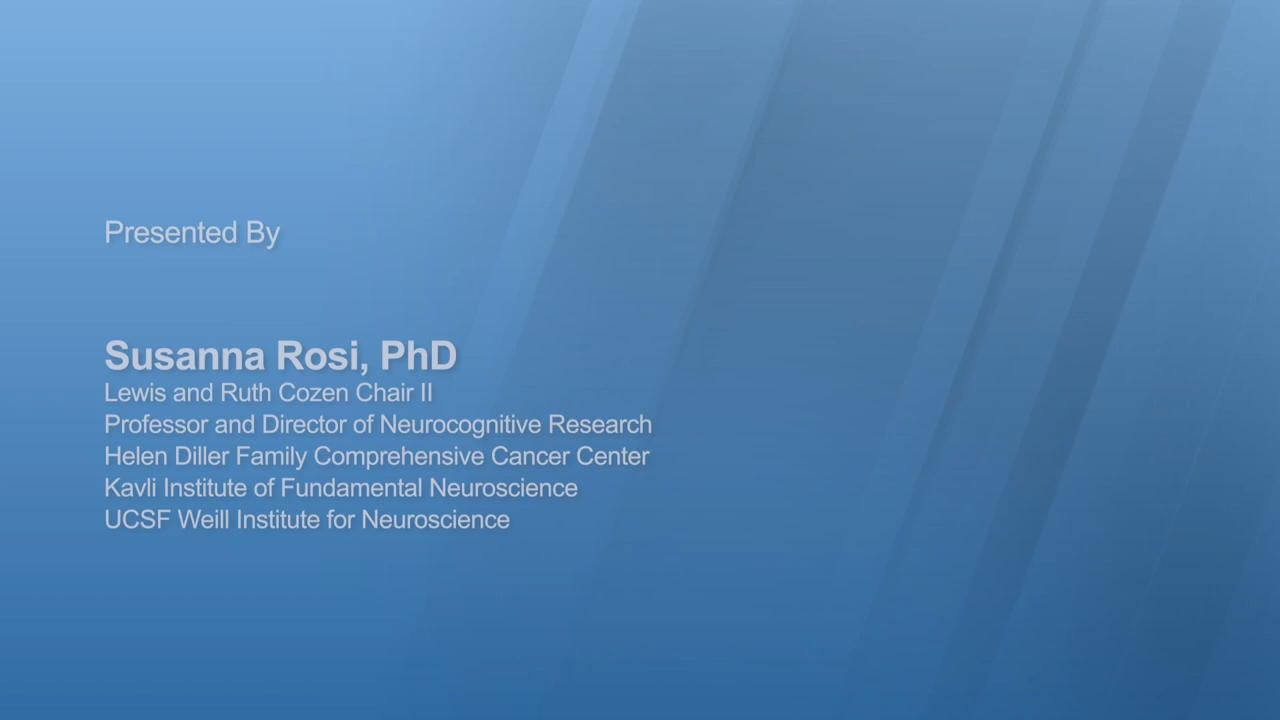 Presented By
Susanna Rosi, PhD
Lewis and Ruth Cozen Chair II
Professor and Director of Neurocognitive Research
Helen Diller Family Comprehensive Cancer Center
Kavli Institute of Fundamental Neuroscience
UCSF Weill Institute for Neuroscience